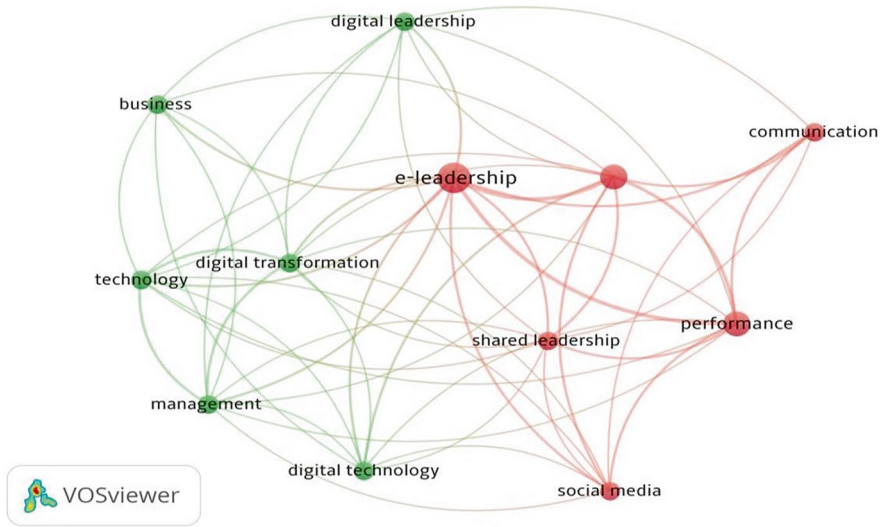 digital leadership
business
communication
e-leadership
digital transformation
technology
performance
shared leadership
management
digital technology
social media
VOSviewer